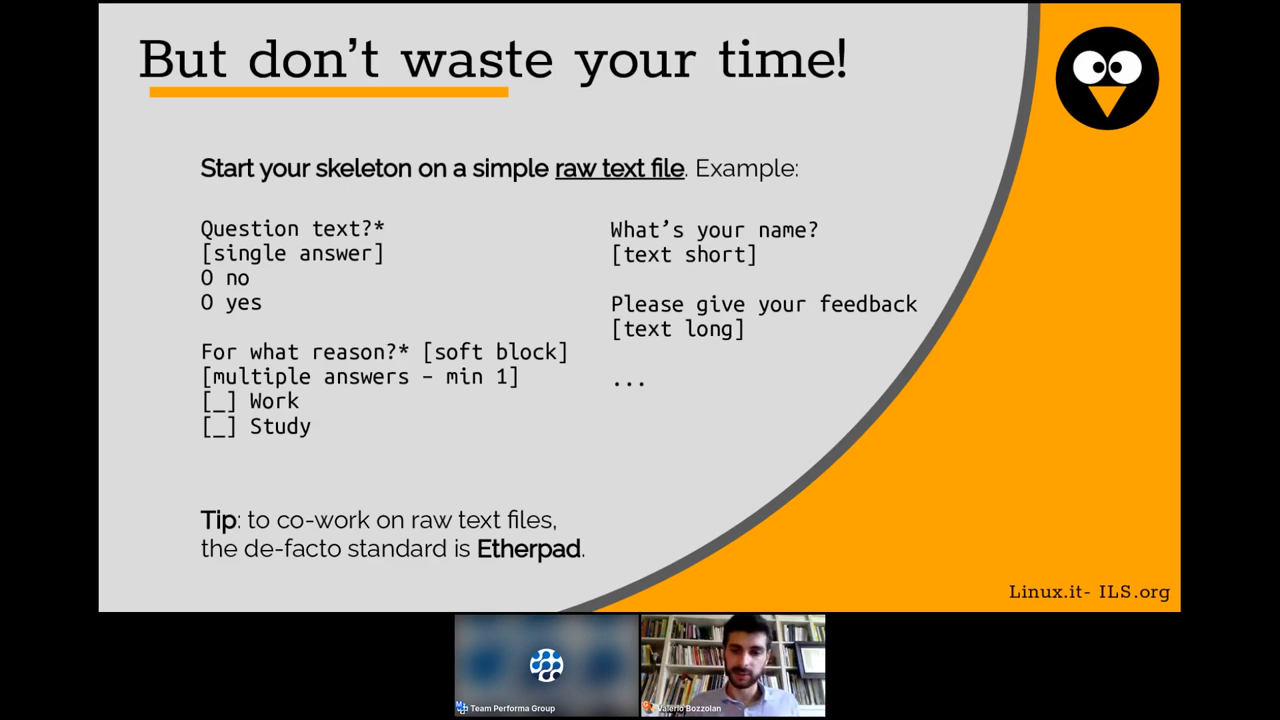 But don't waste your time!
Start your skeleton on a simple raw text file. Example:
Question text?*
[single answer]
O no
O yes
For what reason?* [soft block]
[multiple answers – min 1]
[_] Work
[_] Study
What's your name?
[text short]
Please give your feedback
[text long]
...
Tip: to co-work on raw text files,
the de-facto standard is Etherpad.
Linux.it- ILS.org
Team Performa Group
Valerio Bozzolan